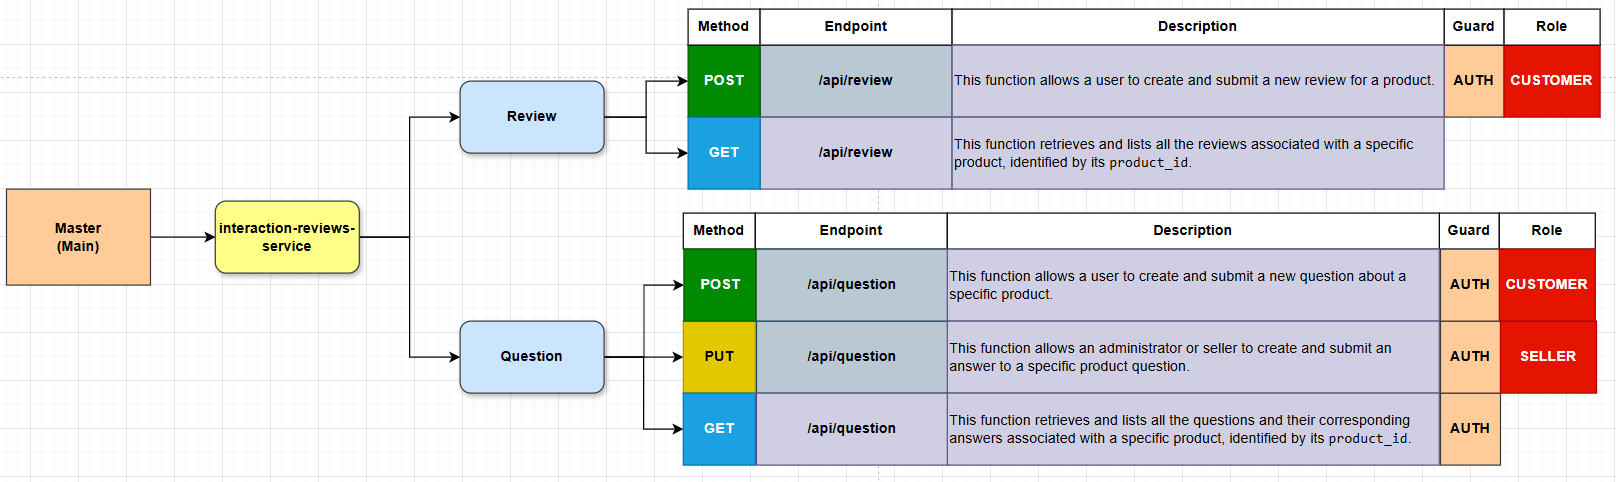 Master
(Main)
interaction-reviews-
service
Review
Question
Method Endpoint Description Guard Role
POST /api/review This function allows a user to create and submit a new review for a product. AUTH CUSTOMER
GET /api/review This function retrieves and lists all the reviews associated with a specific
product, identified by its product_id.
Method Endpoint Description Guard Role
POST /api/question This function allows a user to create and submit a new question about a
specific product. AUTH CUSTOMER
PUT /api/question This function allows an administrator or seller to create and submit an
answer to a specific product question. AUTH SELLER
GET /api/question This function retrieves and lists all the questions and their corresponding
answers associated with a specific product, identified by its product_id. AUTH